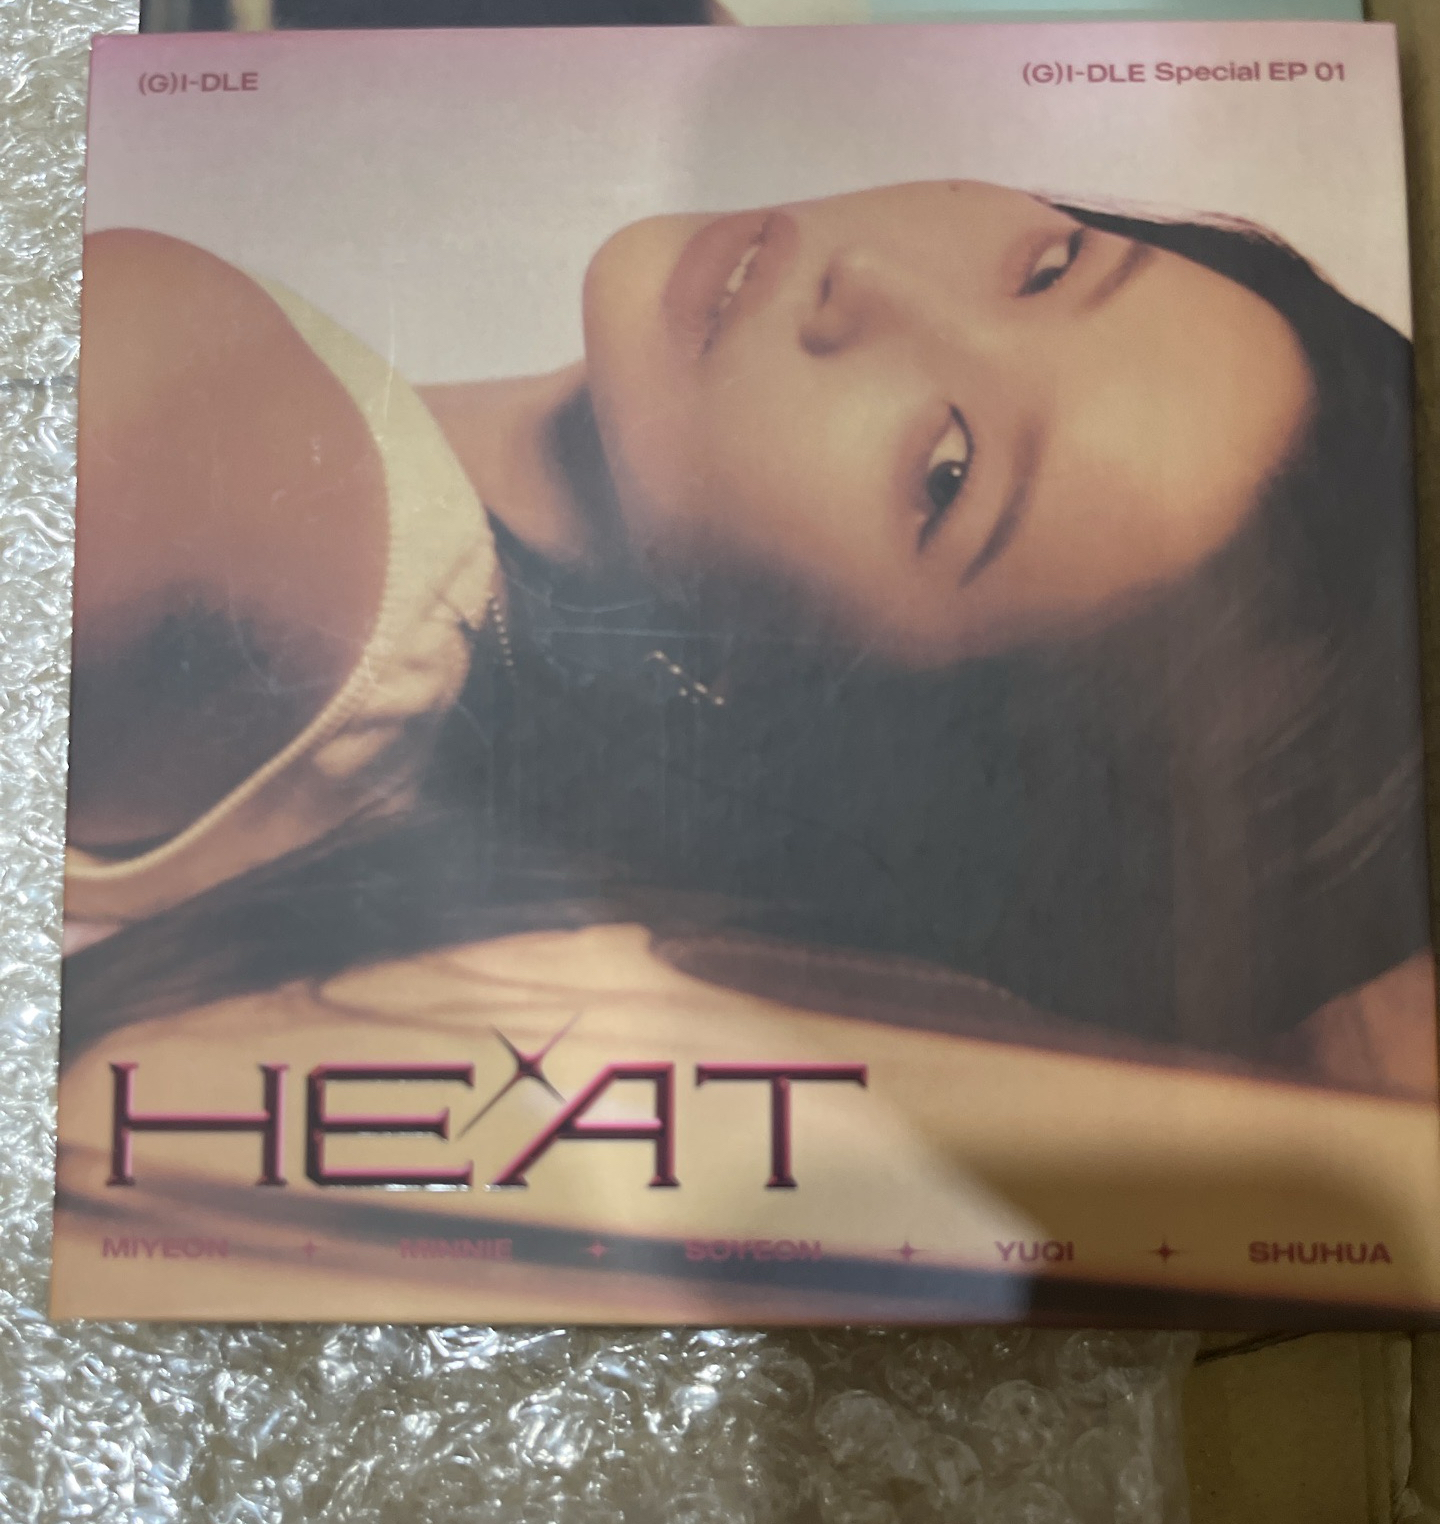 (G)I-DLE
(G)I-DLE Special EP 01
HEAT
MIYEON MINNIE SOYEON YUQI SHUHUA